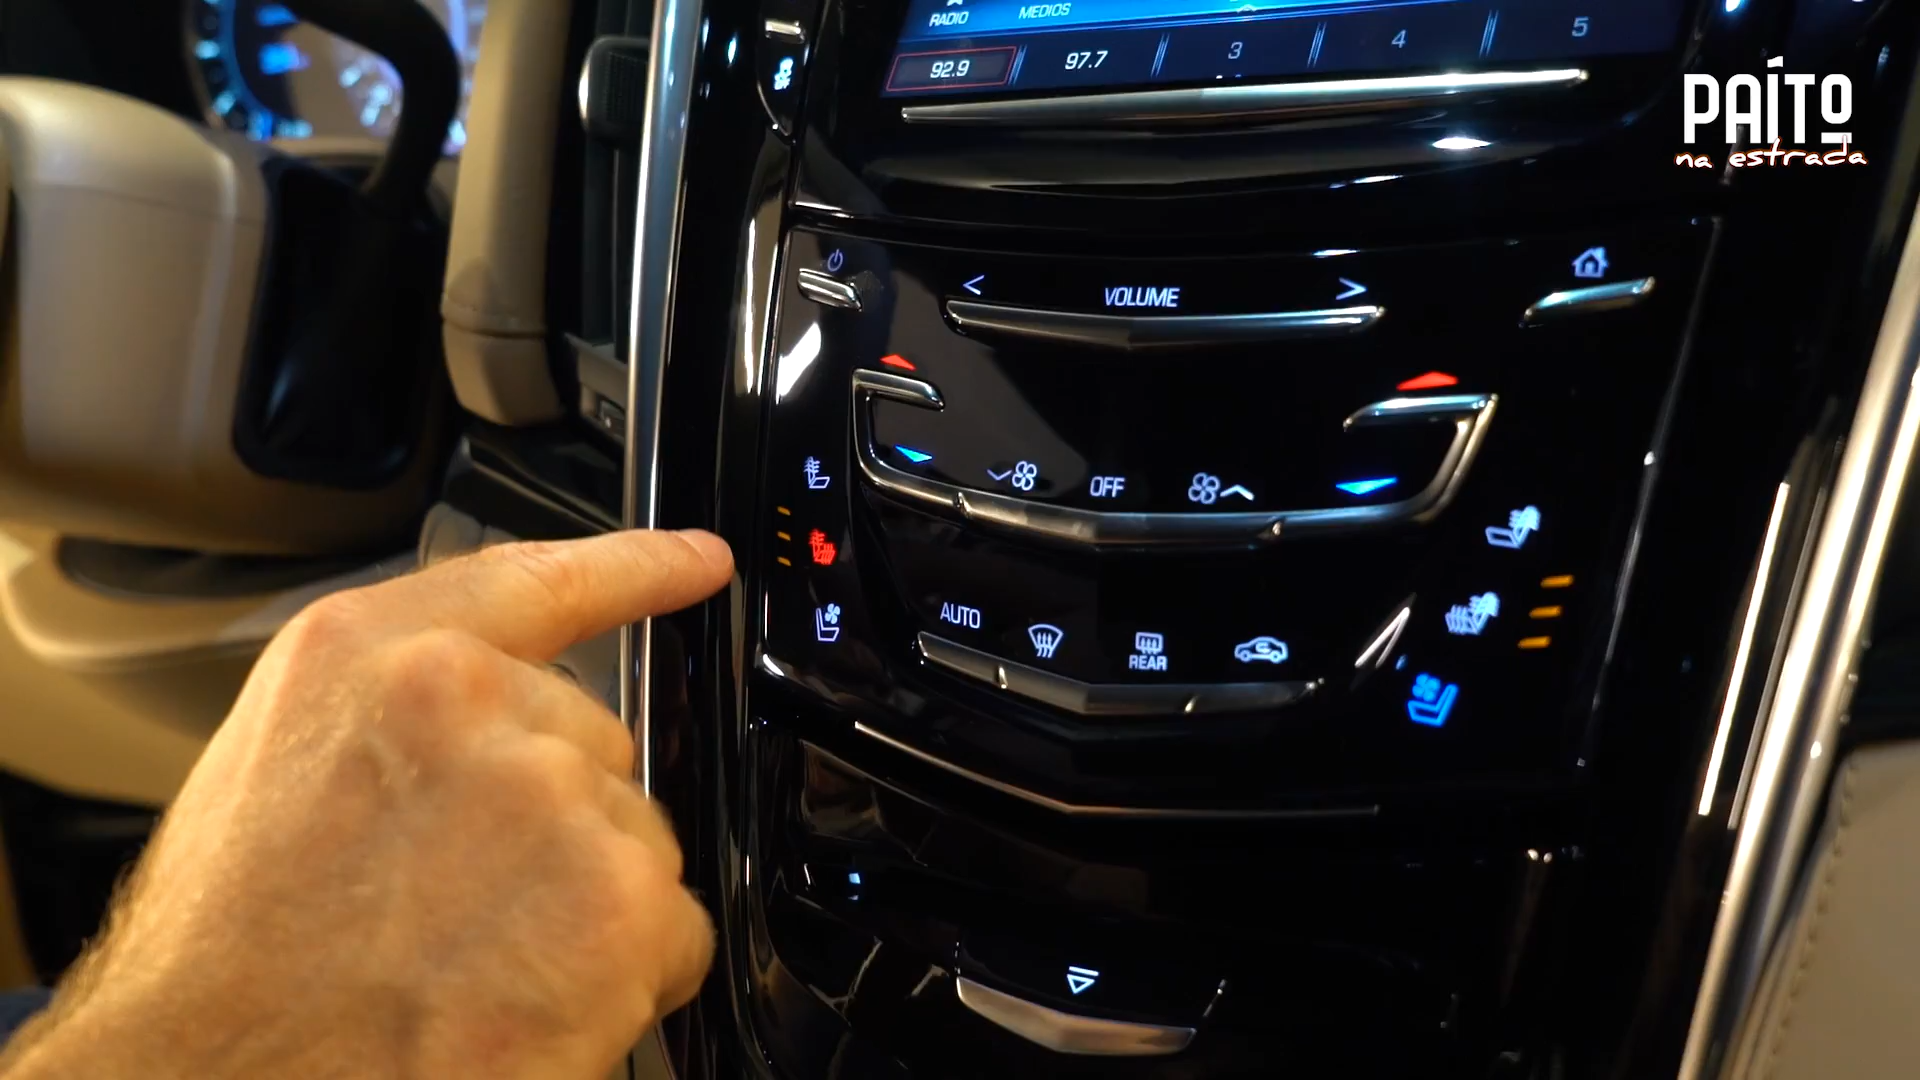 RADIO
MEDIOS
92.9
97.7
3
4
5
PAÍTO
na estrada
< VOLUME >
OFF
AUTO
REAR